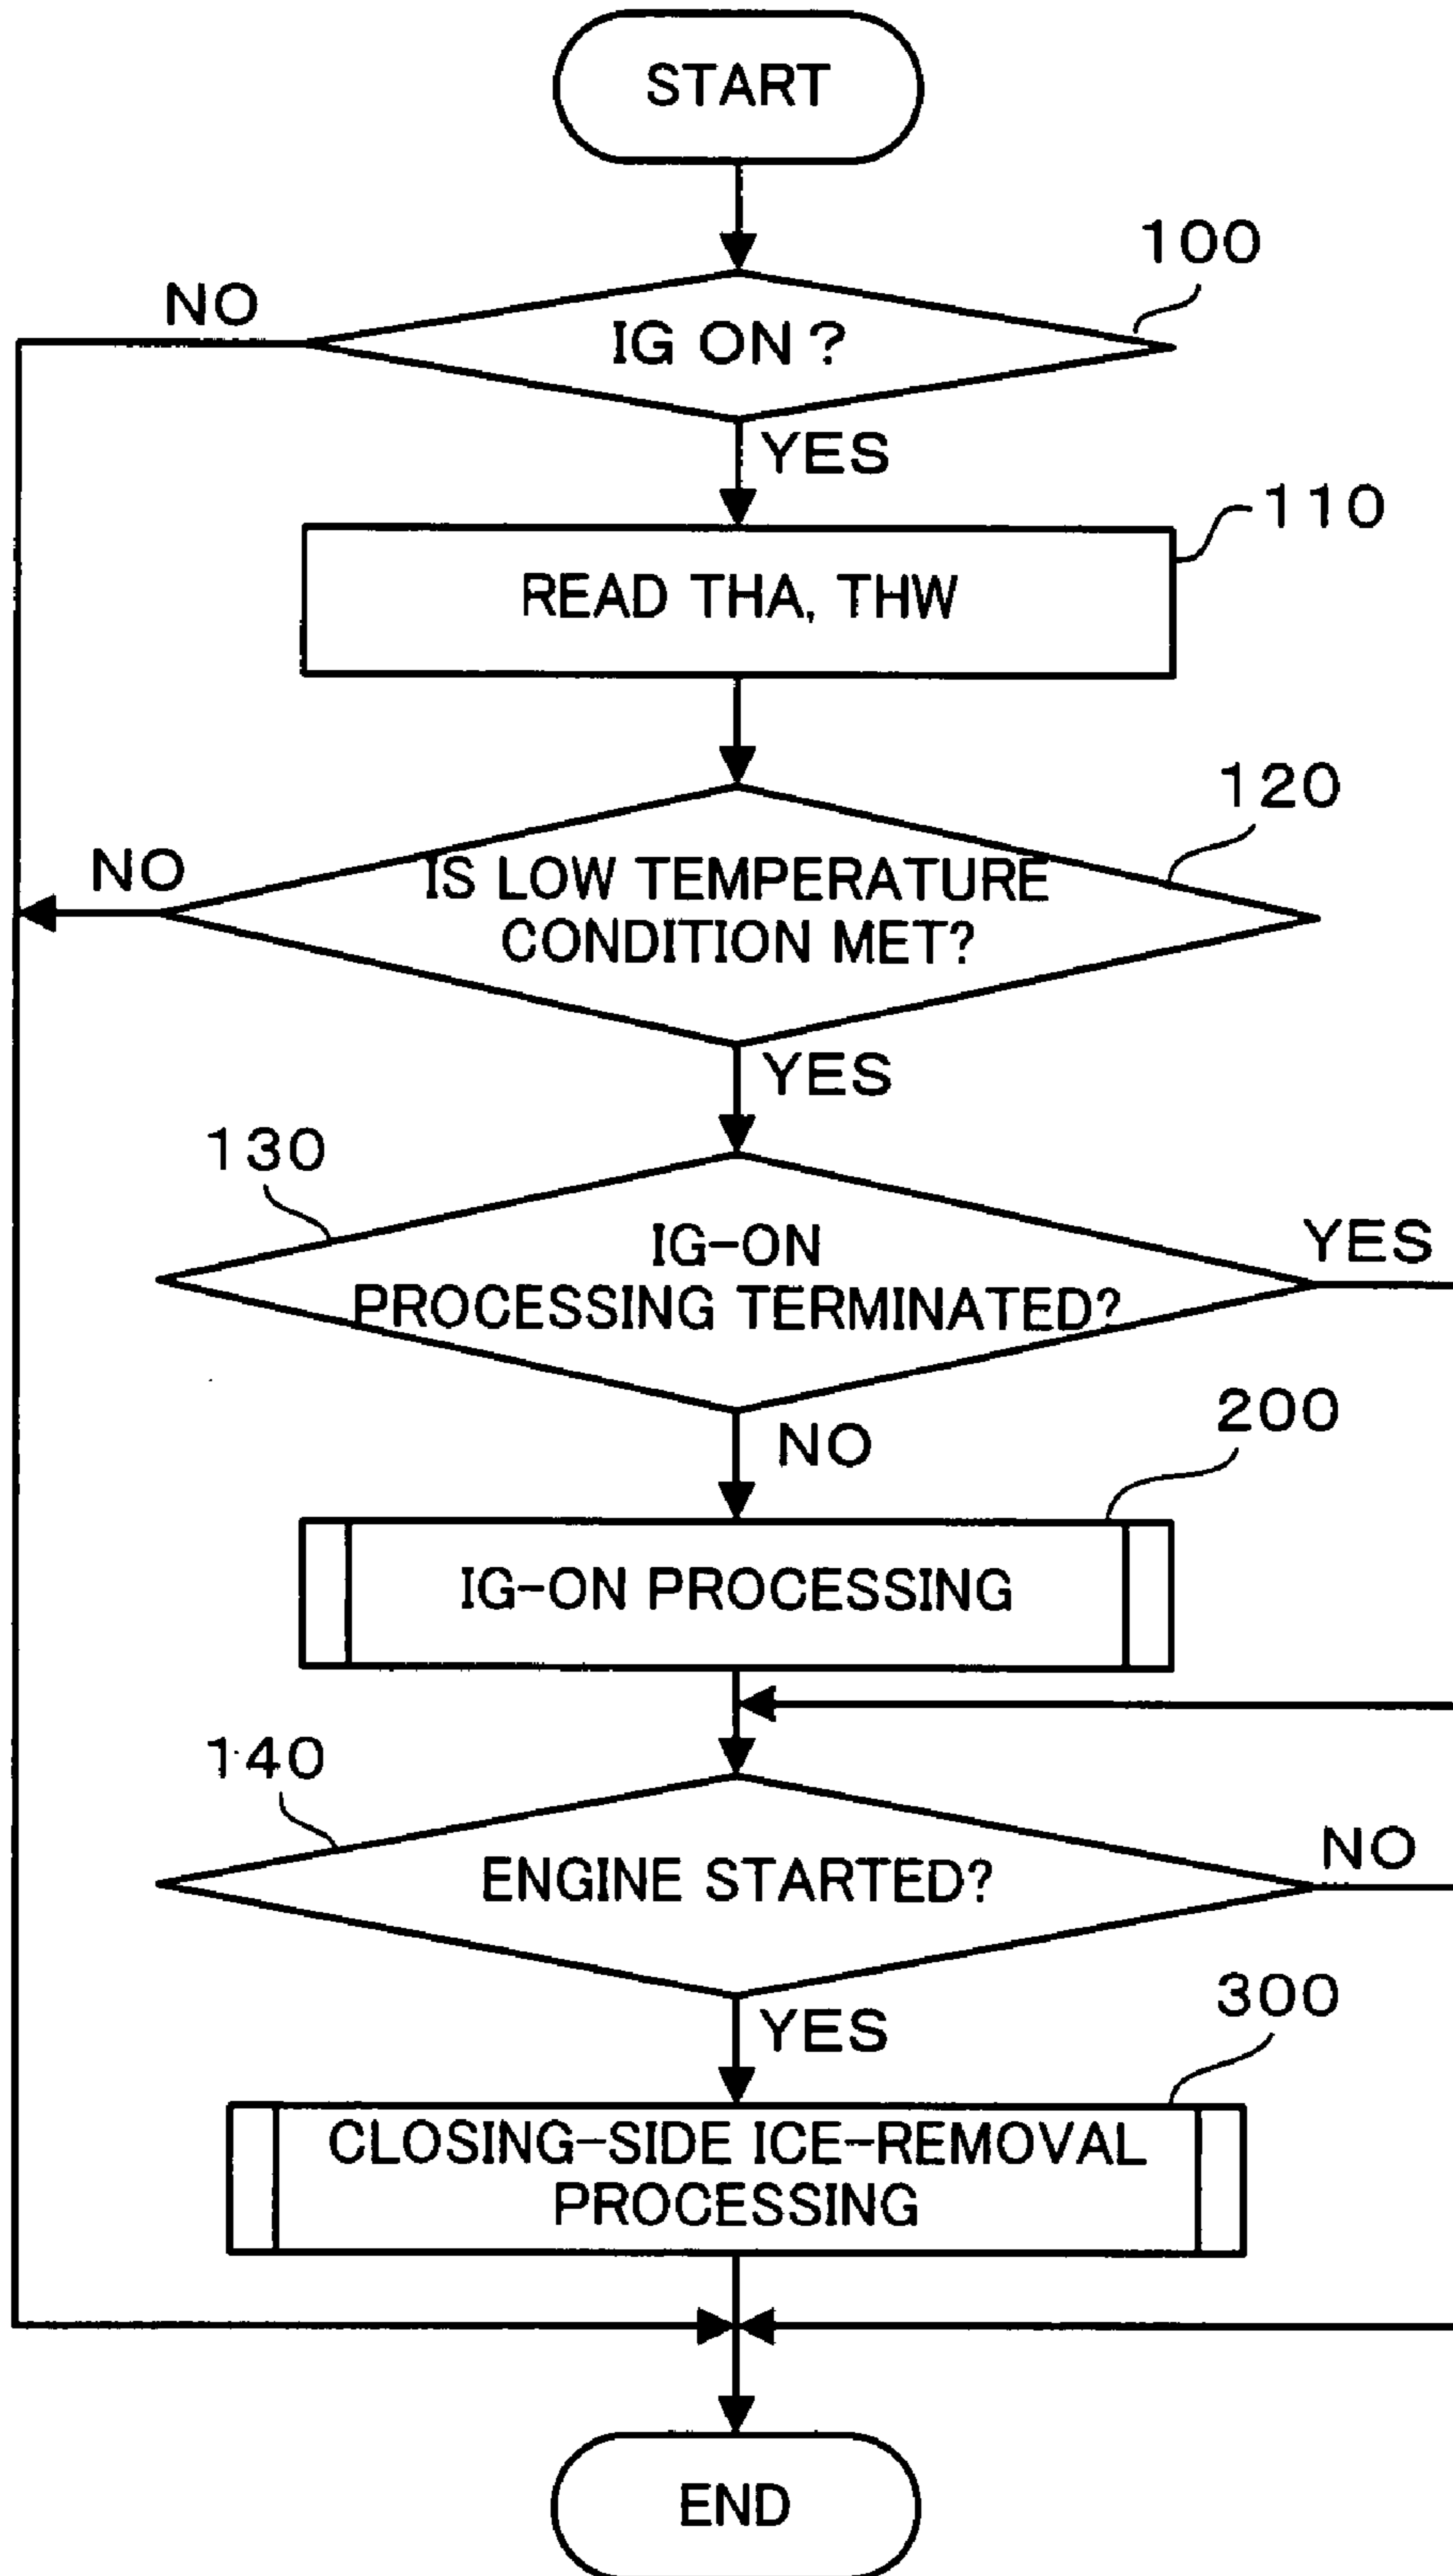 START
100
NO
IG ON?
YES
110
READ THA, THW
120
NO
IS LOW TEMPERATURE
CONDITION MET?
YES
130
IG-ON
PROCESSING TERMINATED?
YES
200
NO
IG-ON PROCESSING
140
ENGINE STARTED?
NO
300
YES
CLOSING-SIDE ICE-REMOVAL
PROCESSING
END